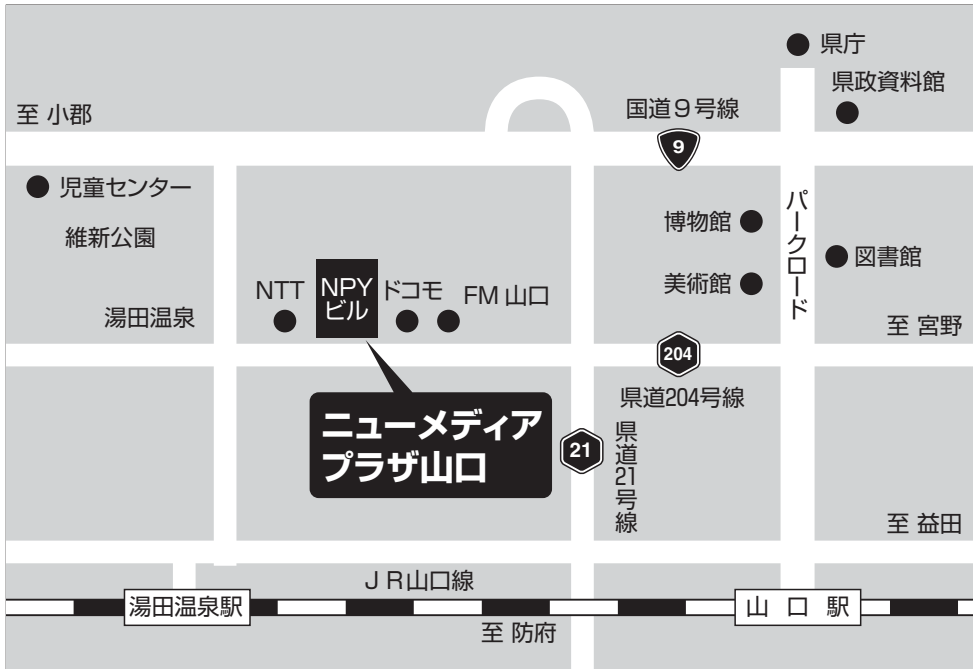 県庁
県政資料館
至 小郡
国道9号線
9
児童センター
維新公園
博物館
パークロード
図書館
美術館
NTT
NPY
ビル
ドコモ
FM 山口
湯田温泉
至 宮野
204
県道204号線
ニューメディア
プラザ山口
21
県道21号線
至 益田
JR山口線
湯田温泉駅
山口駅
至 防府